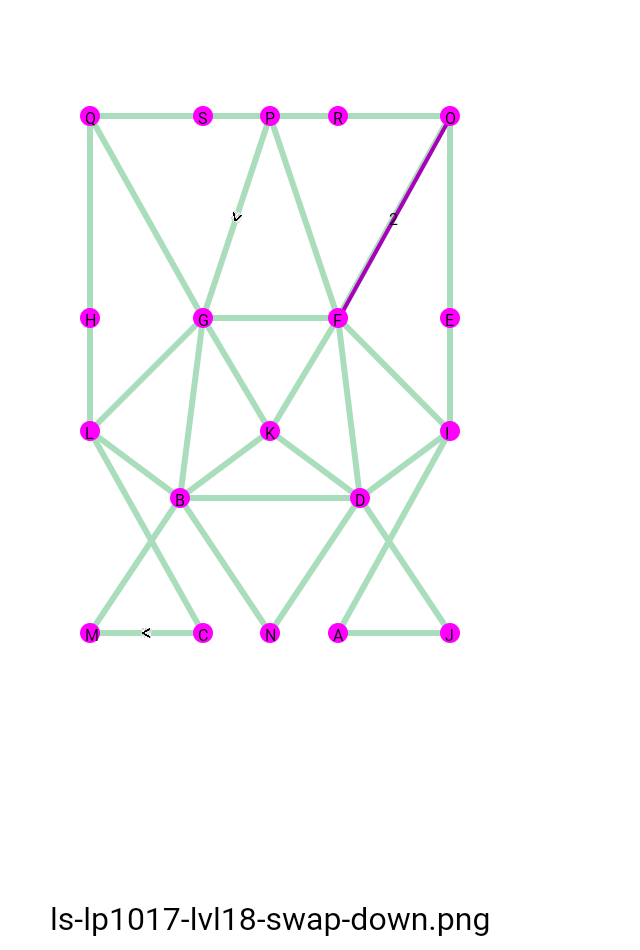 Q S P R O
< 2
H G F E
L K I
B D
M < C N A J
ls-lp1017-lvl18-swap-down.png